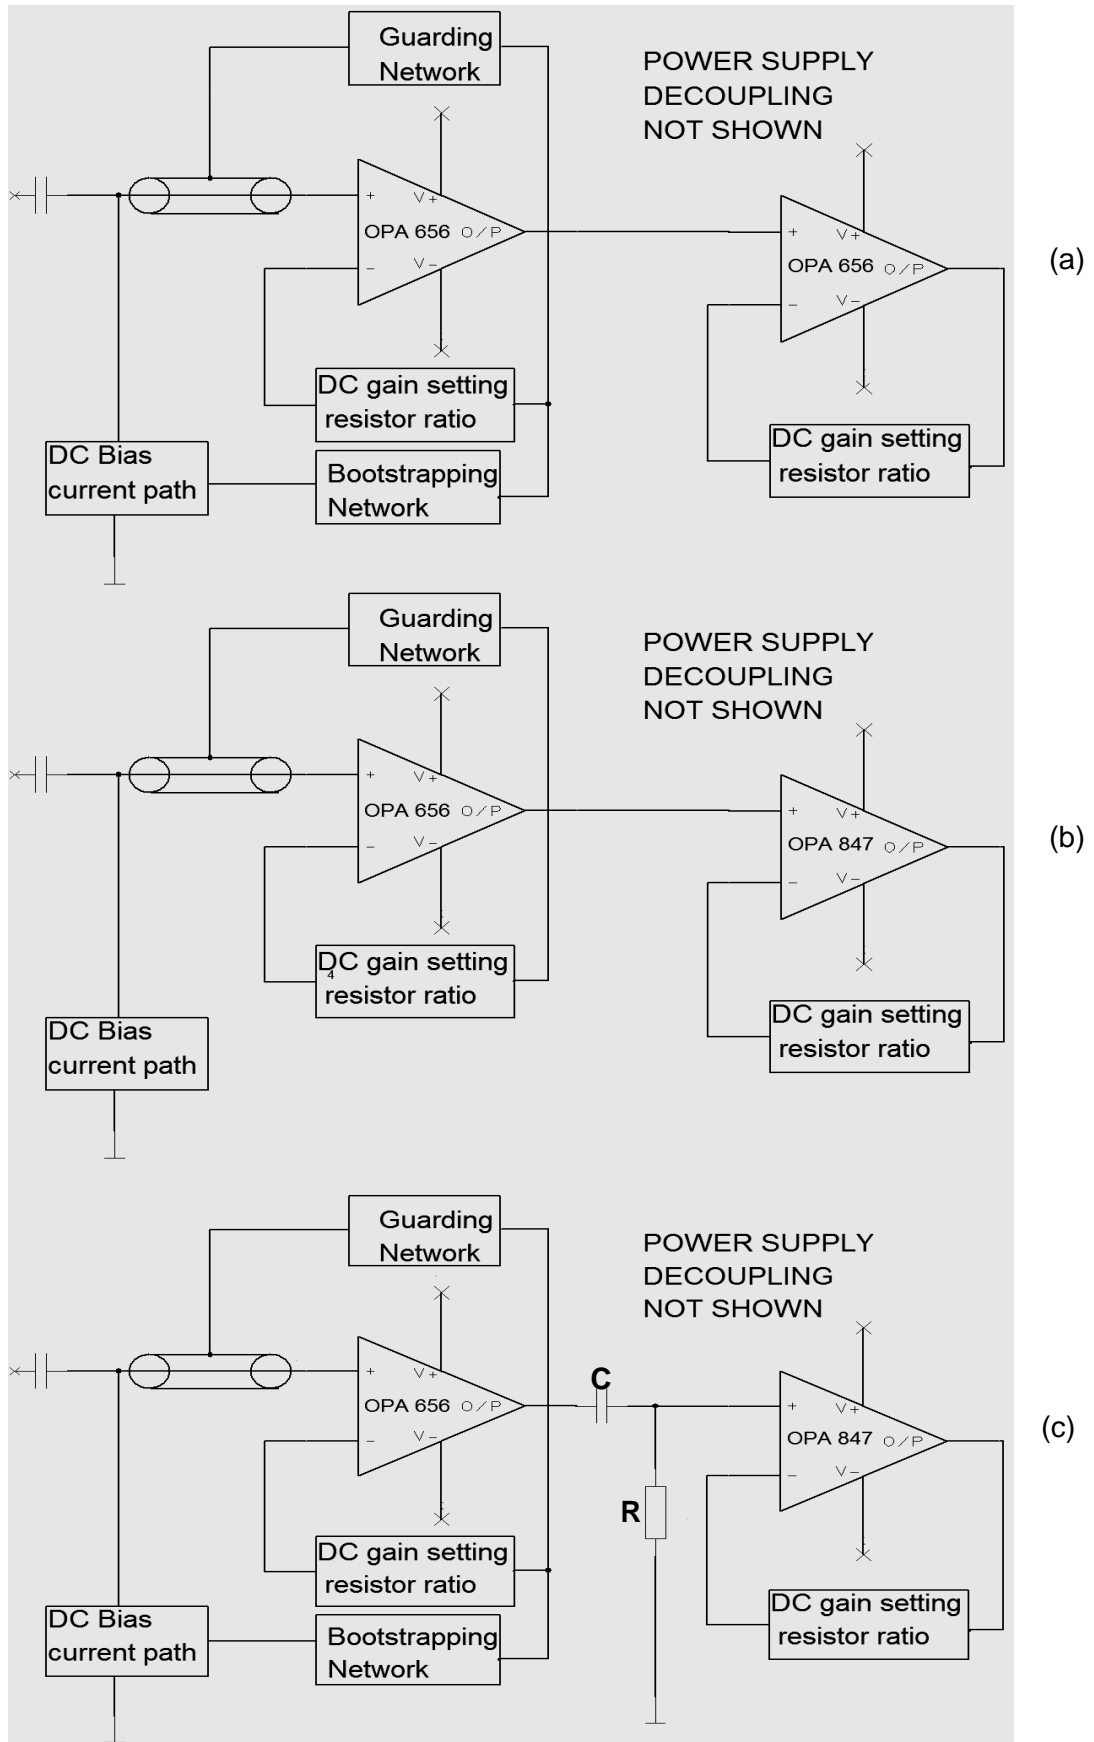 Guarding
Network
POWER SUPPLY
DECOUPLING
NOT SHOWN
+
V+
OPA 656 O/P
V-
-
+
V+
OPA 656 O/P
V-
-
(a)
DC gain setting
resistor ratio
DC gain setting
resistor ratio
DC Bias
current path
Bootstrapping
Network
Guarding
Network
POWER SUPPLY
DECOUPLING
NOT SHOWN
+
V+
OPA 656 O/P
V-
-
+
V+
OPA 847 O/P
V-
-
(b)
DC gain setting
4
resistor ratio
DC gain setting
resistor ratio
DC Bias
current path
Guarding
Network
POWER SUPPLY
DECOUPLING
NOT SHOWN
+
V+
OPA 656 O/P
V-
-
C
R
+
V+
OPA 847 O/P
V-
-
(c)
DC gain setting
resistor ratio
DC gain setting
resistor ratio
DC Bias
current path
Bootstrapping
Network